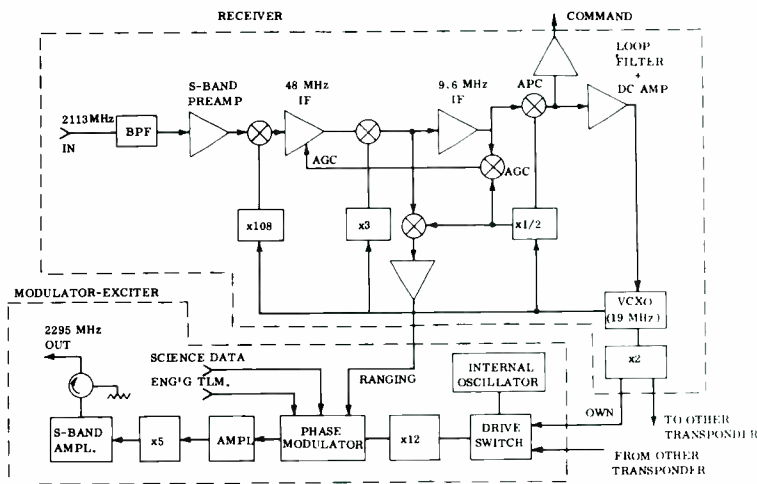 RECEIVER
COMMAND
LOOP
FILTER
+
DC AMP
S-BAND
PREAMP
48 MHz
IF
9.6 MHz
IF
APC
2113MHz
IN
BPF
AGC
AGC
x108
x3
x1/2
MODULATOR-EXCITER
VCXO
(19 MHz)
2295 MHz
OUT
SCIENCE DATA
ENG'G TLM.
RANGING
INTERNAL
OSCILLATOR
x2
OWN
TO OTHER
TRANSPONDER
S-BAND
AMPL.
x5
AMPL
PHASE
MODULATOR
x12
DRIVE
SWITCH
FROM OTHER
TRANSPONDER